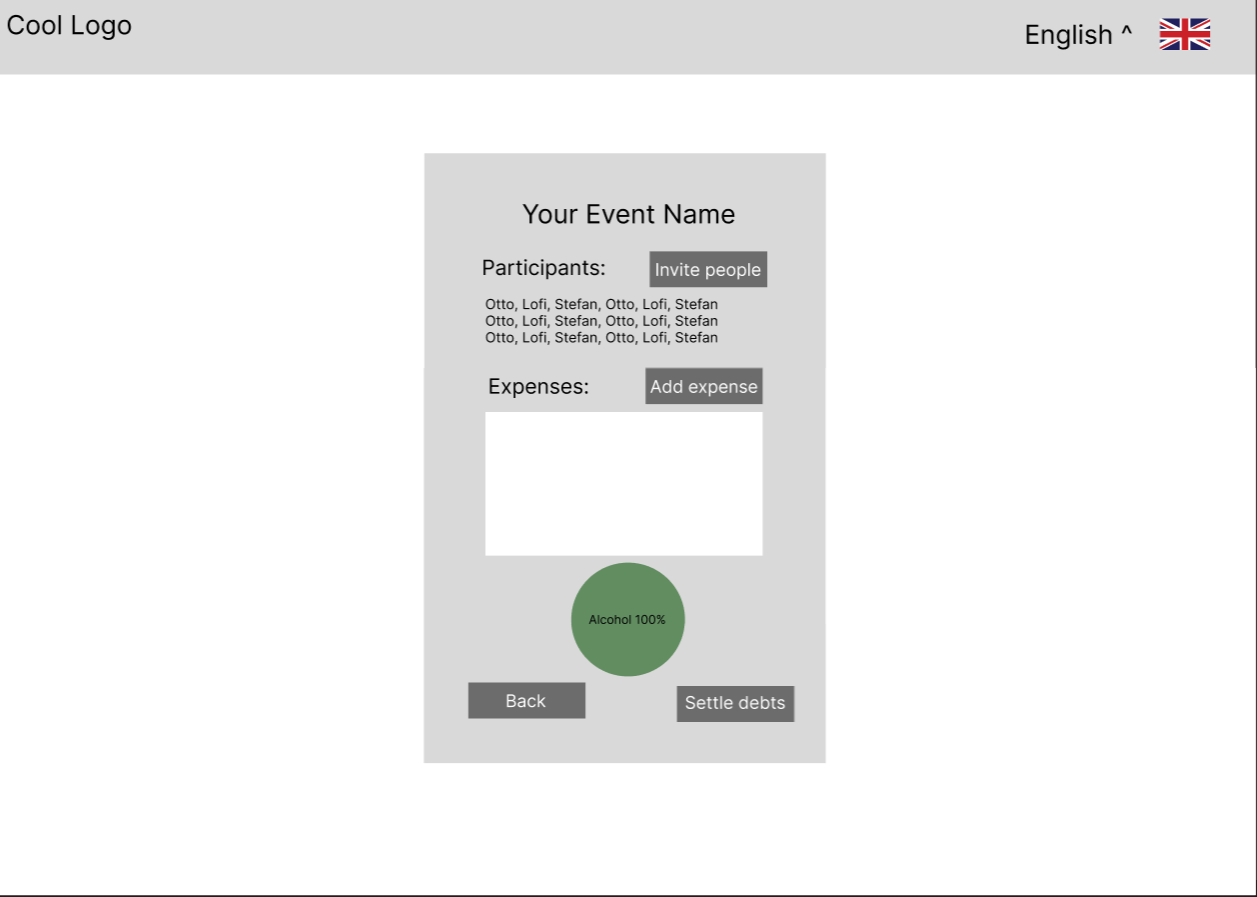 Cool Logo
English ^
Your Event Name
Participants:
Invite people
Otto, Lofi, Stefan, Otto, Lofi, Stefan
Otto, Lofi, Stefan, Otto, Lofi, Stefan
Otto, Lofi, Stefan, Otto, Lofi, Stefan
Expenses:
Add expense
Alcohol 100%
Back
Settle debts